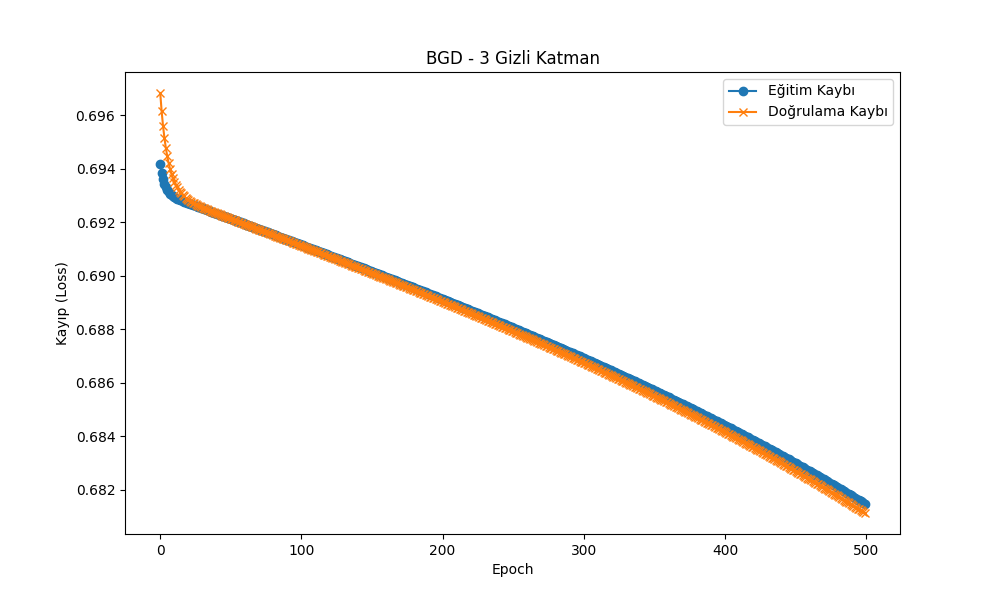 BGD - 3 Gizli Katman
Eğitim Kaybı
Doğrulama Kaybı
Kayıp (Loss)
0.696
0.694
0.692
0.690
0.688
0.686
0.684
0.682
0
100
200
300
400
500
Epoch